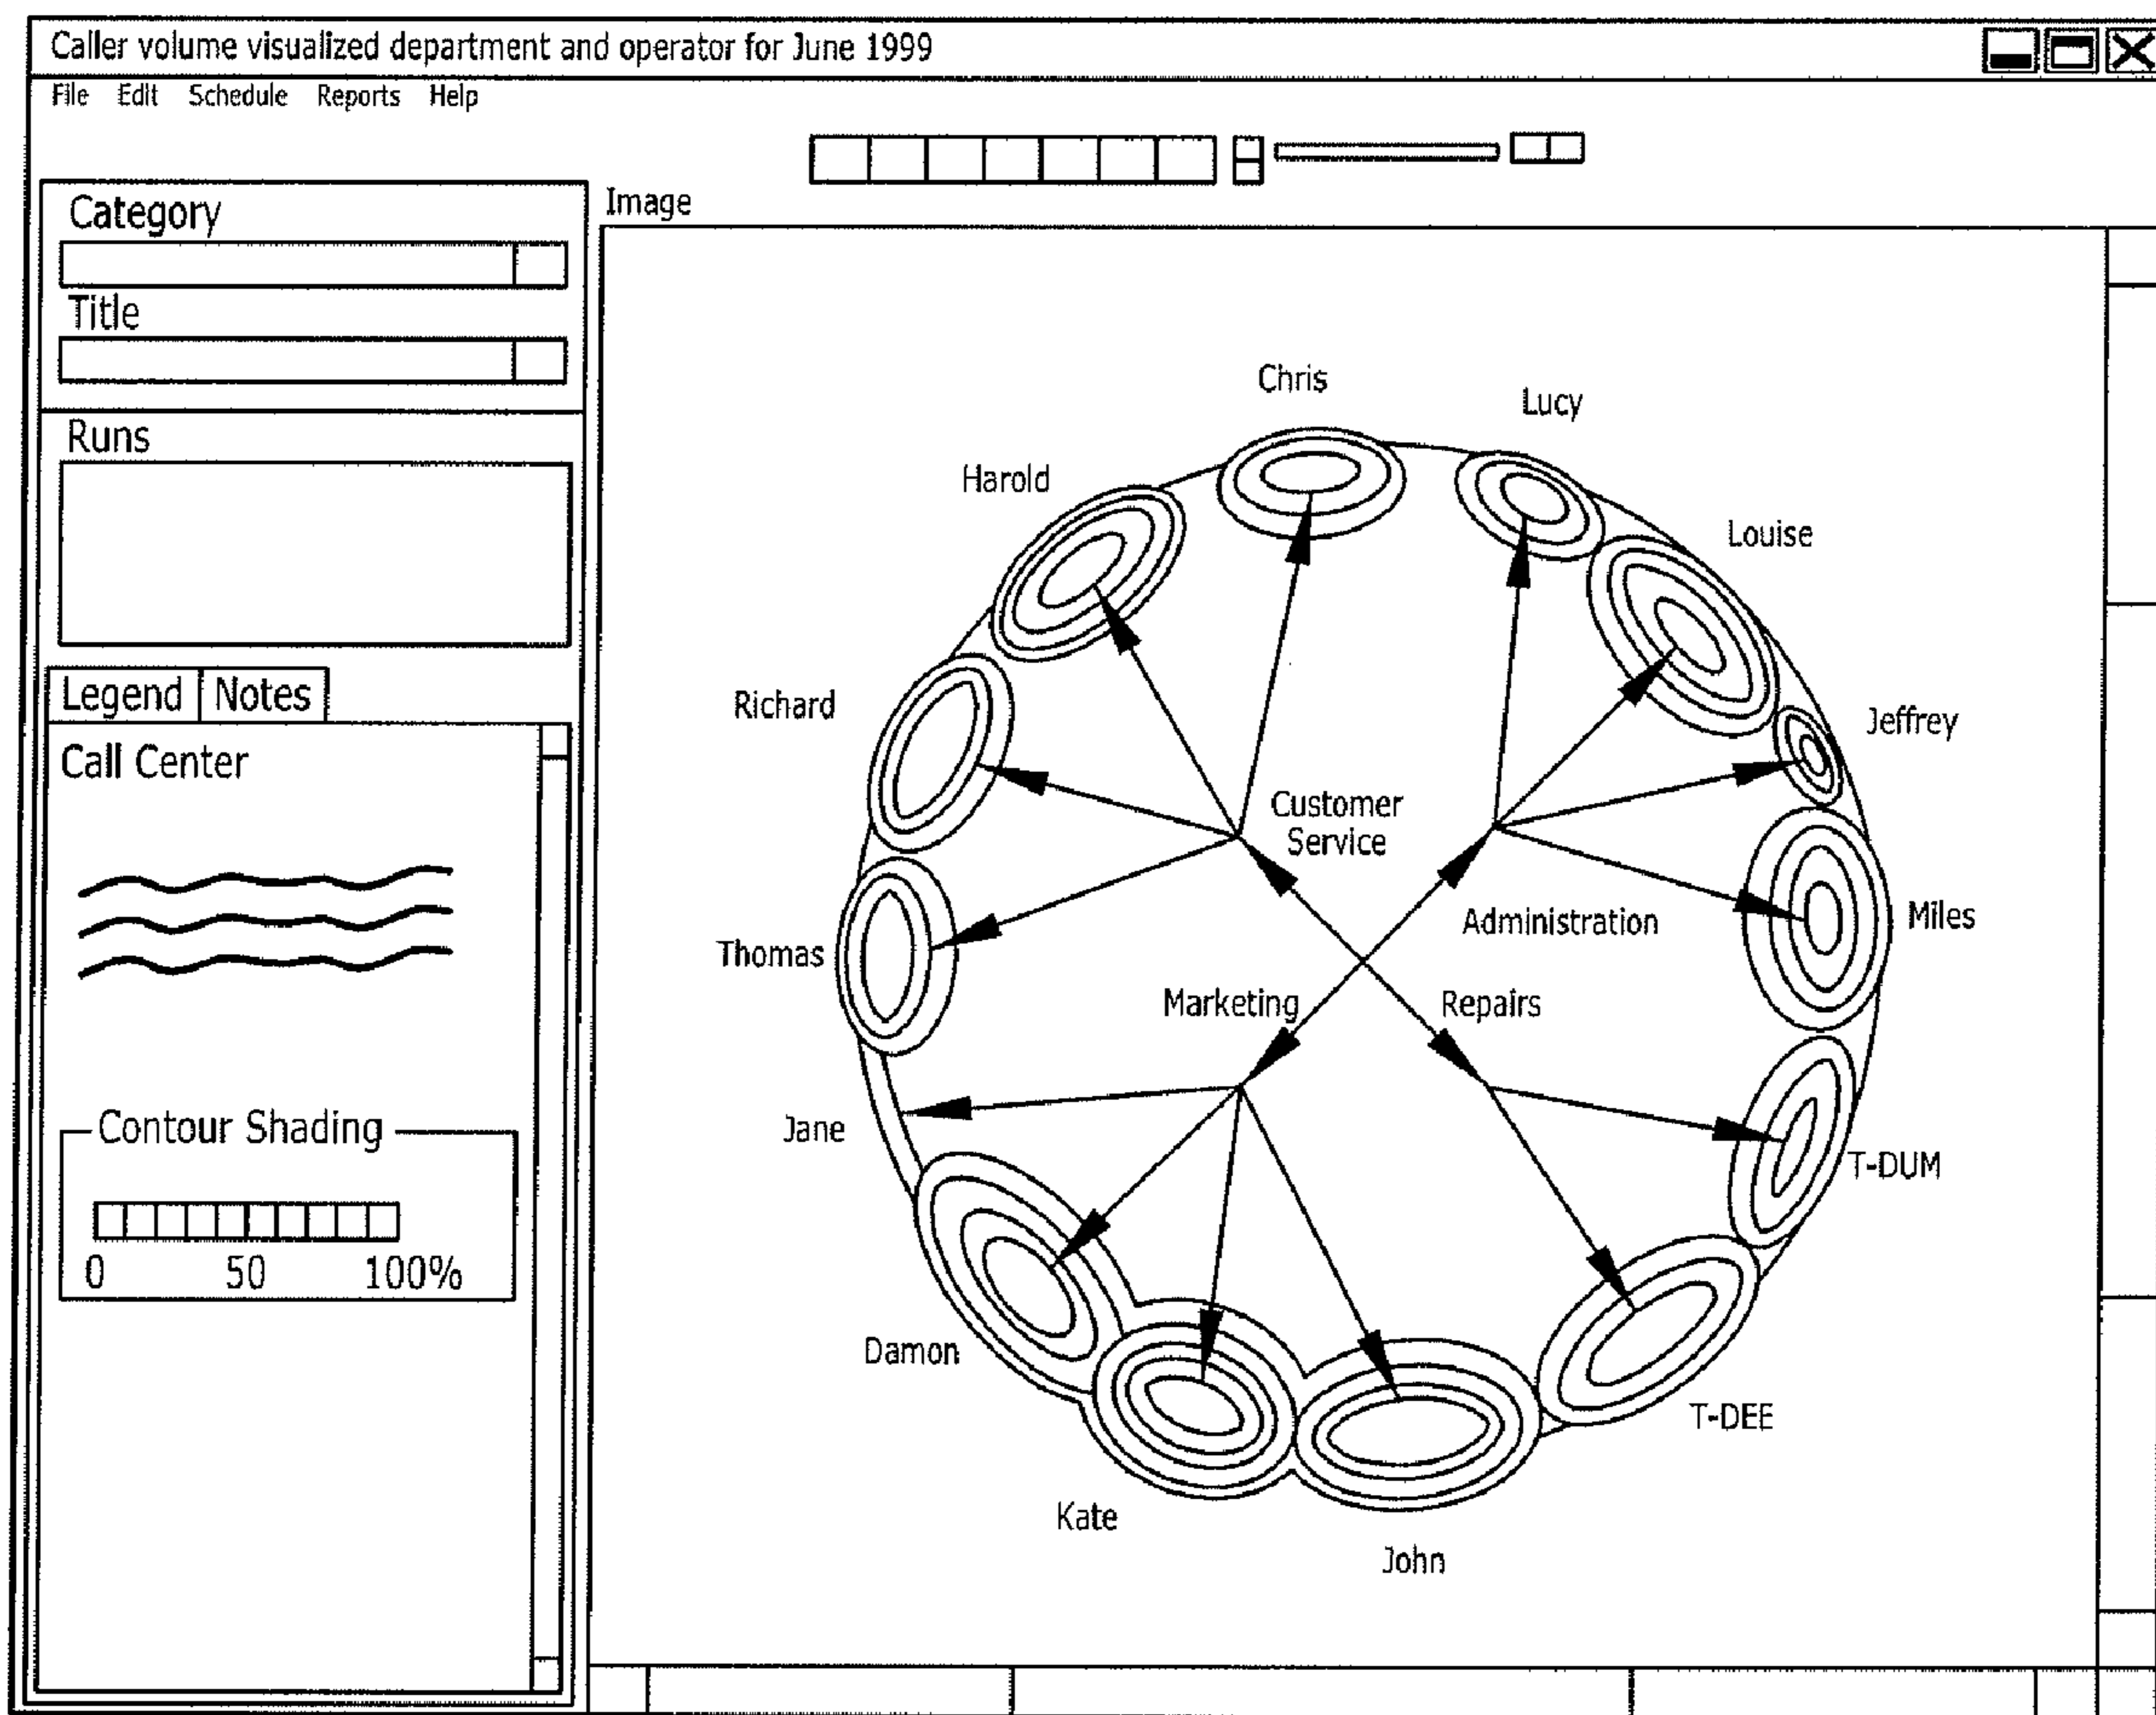 Caller volume visualized department and operator for June 1999
File Edit Schedule Reports Help
Category
Title
Runs
Legend Notes
Call Center
Contour Shading
0 50 100%
Image
Chris
Lucy
Harold
Louise
Richard
Jeffrey
Customer
Service
Administration
Miles
Thomas
Marketing
Repairs
Jane
T-DUM
Damon
T-DEE
Kate
John